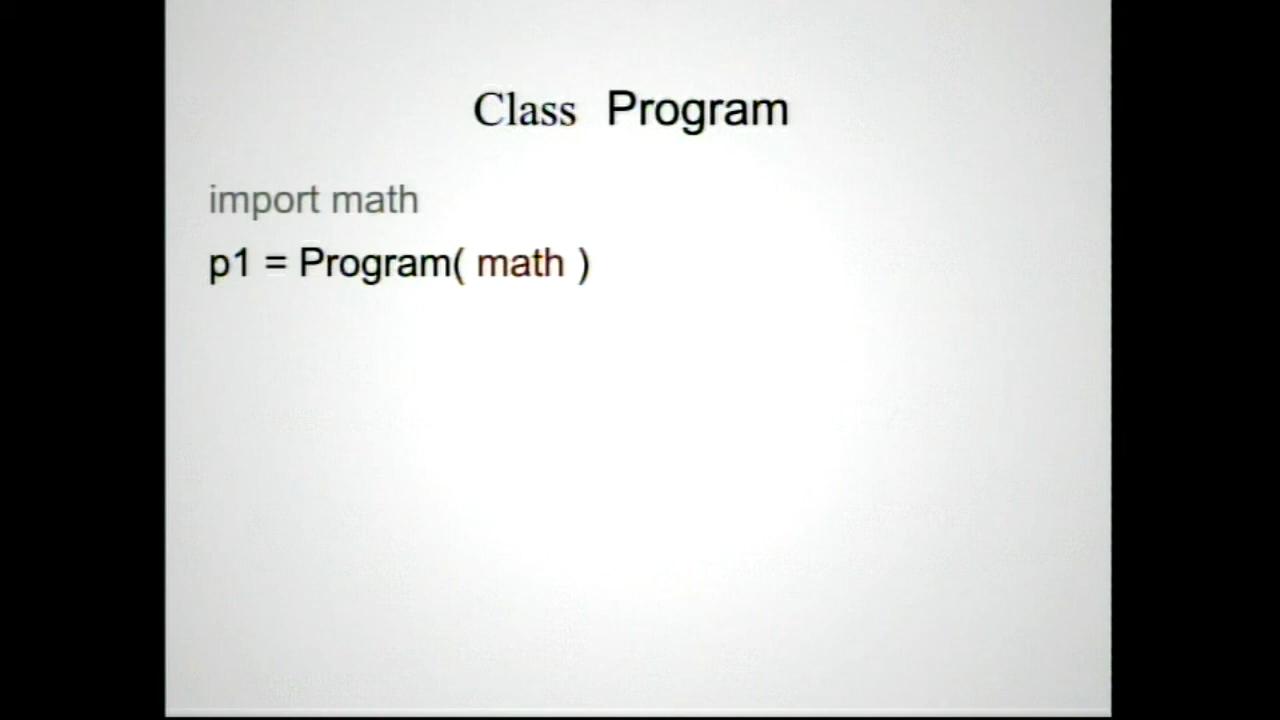 Class Program
import math
p1 = Program( math )